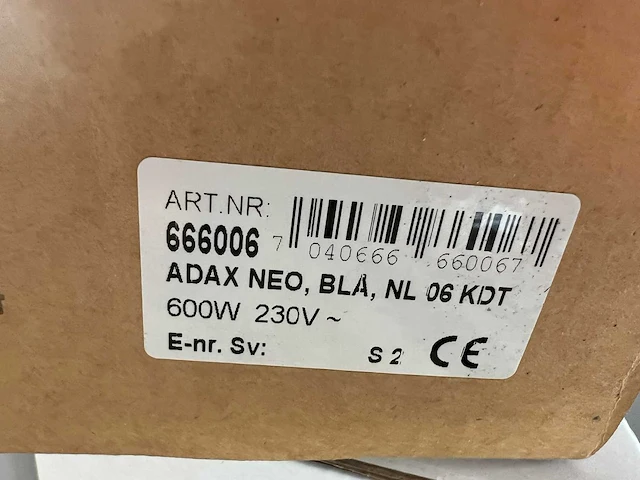 ART.NR:
666006
7 040666 660067
ADAX NEO, BLÅ, NL 06 KDT
600W 230V ~
E-nr. Sv: S 2 CE